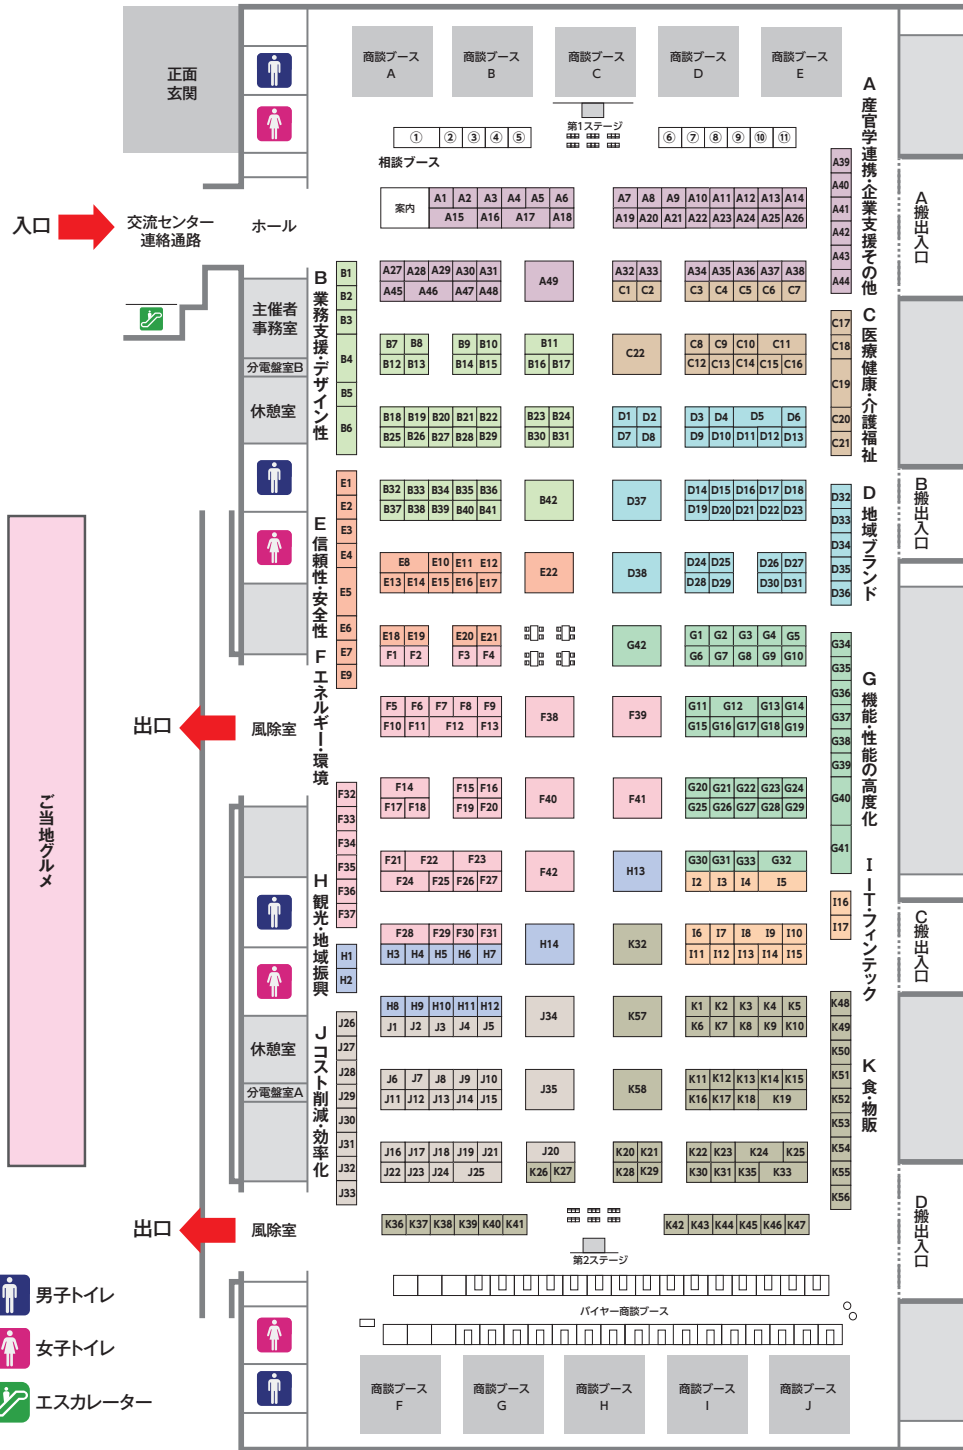 正面
玄関
商談ブース
A
商談ブース
B
商談ブース
C
商談ブース
D
商談ブース
E
第1ステージ
① ② ③ ④ ⑤
⑥ ⑦ ⑧ ⑨ ⑩ ⑪
相談ブース
入口
交流センター
連絡通路
ホール
案内
A1 A2 A3 A4 A5 A6
A15 A16 A17 A18
A7 A8 A9 A10 A11 A12 A13 A14
A19 A20 A21 A22 A23 A24 A25 A26
A39
A40
A41
A42
A43
A44
A 産官学連携・企業支援その他
A搬出入口
A27 A28 A29 A30 A31
A45 A46 A47 A48
A49
A32 A33
C1 C2
A34 A35 A36 A37 A38
C3 C4 C5 C6 C7
B 業務支援・デザイン性
B1
B2
B3
B4
B5
B6
主催者
事務室
分電盤室B
休憩室
B7 B8 B9 B10
B12 B13 B14 B15
B11
B16 B17
C22
C8 C9 C10 C11
C12 C13 C14 C15 C16
C17
C18
C19
C20
C21
C 医療健康・介護福祉
B18 B19 B20 B21 B22
B25 B26 B27 B28 B29
B23 B24
B30 B31
D1 D2
D7 D8
D3 D4 D5 D6
D9 D10 D11 D12 D13
B32 B33 B34 B35 B36
B37 B38 B39 B40 B41
B42
D37
D14 D15 D16 D17 D18
D19 D20 D21 D22 D23
D32
D33
D34
D35
D36
D 地域ブランド
B搬出入口
E1
E2
E3
E4
E5
E6
E7
E9
E 信頼性・安全性
E8 E10 E11 E12
E13 E14 E15 E16 E17
E22
D38
D24 D25 D26 D27
D28 D29 D30 D31
E18 E19 E20 E21
F1 F2 F3 F4
G42
G1 G2 G3 G4 G5
G6 G7 G8 G9 G10
G34
G35
G36
G37
G38
G39
G40
G41
G 機能・性能の高度化
F エネルギー・環境
出口
風除室
F5 F6 F7 F8 F9
F10 F11 F12 F13
F38
F39
G11 G12 G13 G14
G15 G16 G17 G18 G19
F32
F33
F34
F35
F36
F37
F14 F15 F16
F17 F18 F19 F20
F40
F41
G20 G21 G22 G23 G24
G25 G26 G27 G28 G29
ご当地グルメ
F21 F22 F23
F24 F25 F26 F27
F42
H13
G30 G31 G33 G32
I2 I3 I4 I5
I16
I17
I IT・フィンテック
C搬出入口
H 観光・地域振興
H1
H2
F28 F29 F30 F31
H3 H4 H5 H6 H7
H14
K32
I6 I7 I8 I9 I10
I11 I12 I13 I14 I15
H8 H9 H10 H11 H12
J1 J2 J3 J4 J5
J34
K57
K1 K2 K3 K4 K5
K6 K7 K8 K9 K10
K48
K49
K50
K51
K52
K53
K54
K55
K56
K 食・物販
J26
J27
J28
J29
J30
J31
J32
J33
J コスト削減・効率化
休憩室
分電盤室A
J6 J7 J8 J9 J10
J11 J12 J13 J14 J15
J35
K58
K11 K12 K13 K14 K15
K16 K17 K18 K19
J16 J17 J18 J19 J21
J22 J23 J24 J25
J20
K26 K27
K20 K21
K28 K29
K22 K23 K24 K25
K30 K31 K35 K33
D搬出入口
出口
風除室
K36 K37 K38 K39 K40 K41
K42 K43 K44 K45 K46 K47
第2ステージ
バイヤー商談ブース
男子トイレ
女子トイレ
エスカレーター
商談ブース
F
商談ブース
G
商談ブース
H
商談ブース
I
商談ブース
J